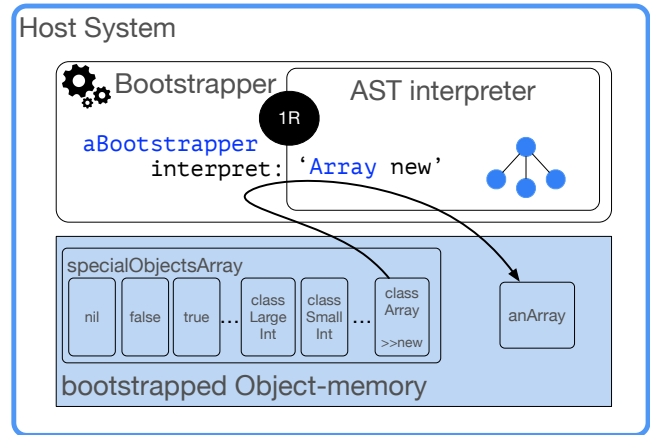 Host System
Bootstrapper
AST interpreter
1R
aBootstrapper
interpret: ‘Array new’
specialObjectsArray
nil
false
true
...
class
Large
Int
class
Small
Int
...
class
Array
>>new
anArray
bootstrapped Object-memory